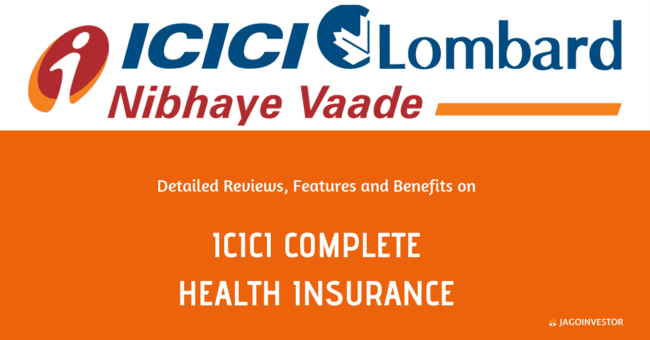 i ICICI Lombard
Nibhaye Vaade
Detailed Reviews, Features and Benefits on
ICICI COMPLETE
HEALTH INSURANCE
JAGOINVESTOR